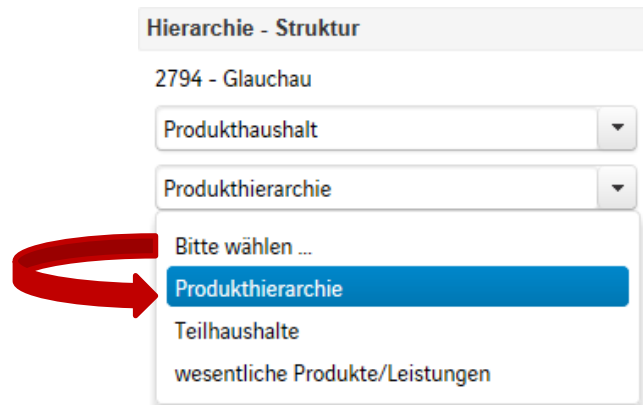 Hierarchie - Struktur
2794 - Glauchau
Produkthaushalt
Produkthierarchie
Bitte wählen ...
Produkthierarchie
Teilhaushalte
wesentliche Produkte/Leistungen